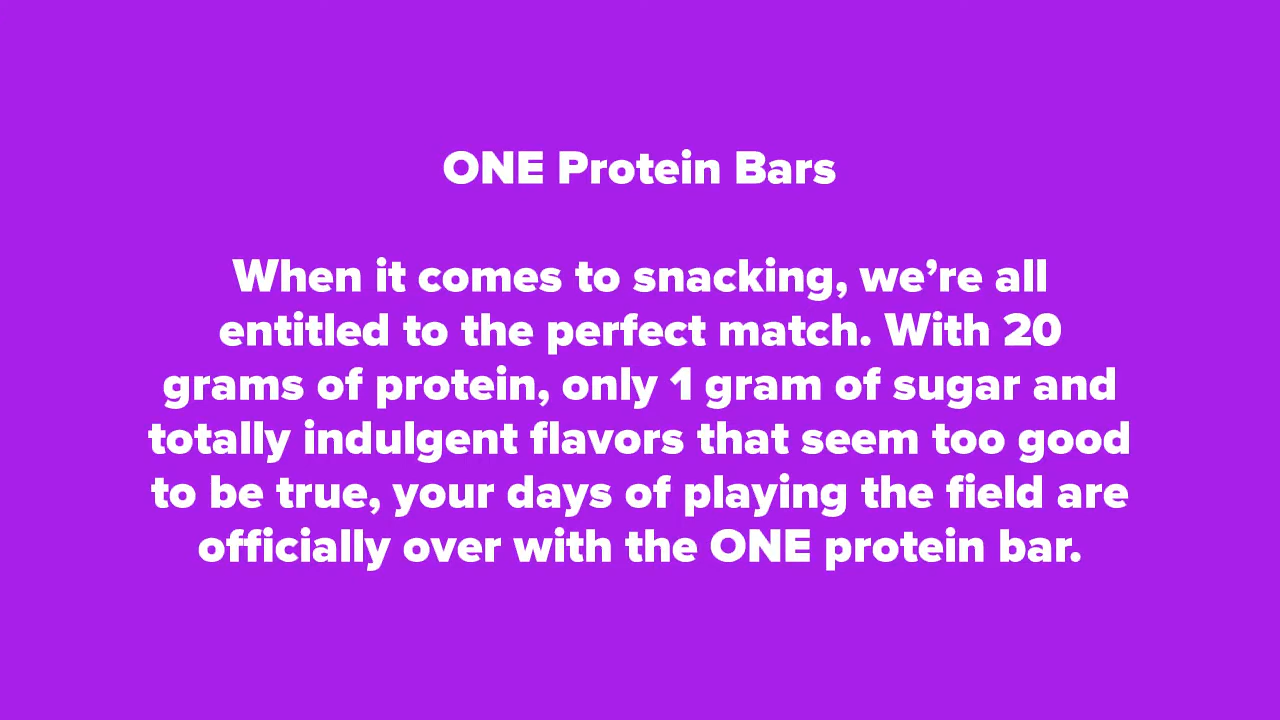 ONE Protein Bars
When it comes to snacking, we’re all
entitled to the perfect match. With 20
grams of protein, only 1 gram of sugar and
totally indulgent flavors that seem too good
to be true, your days of playing the field are
officially over with the ONE protein bar.